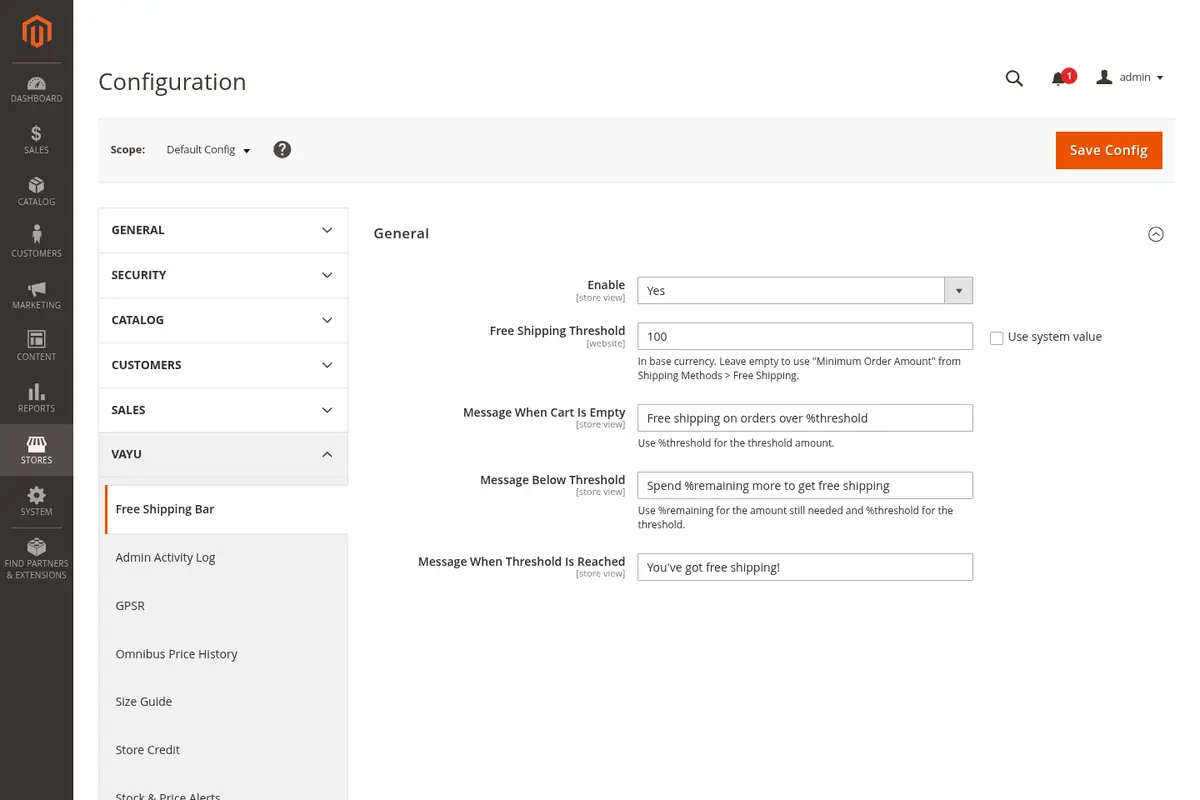 Configuration
1
admin
Scope:
Default Config
?
Save Config
DASHBOARD
$
SALES
CATALOG
CUSTOMERS
MARKETING
CONTENT
REPORTS
STORES
SYSTEM
FIND PARTNERS
& EXTENSIONS
GENERAL
SECURITY
CATALOG
CUSTOMERS
SALES
VAYU
Free Shipping Bar
Admin Activity Log
GPSR
Omnibus Price History
Size Guide
Store Credit
Stock & Price Alerts
General
Enable
[store view]
Yes
Free Shipping Threshold
[website]
100
Use system value
In base currency. Leave empty to use "Minimum Order Amount" from
Shipping Methods > Free Shipping.
Message When Cart Is Empty
[store view]
Free shipping on orders over %threshold
Use %threshold for the threshold amount.
Message Below Threshold
[store view]
Spend %remaining more to get free shipping
Use %remaining for the amount still needed and %threshold for the
threshold.
Message When Threshold Is Reached
[store view]
You've got free shipping!